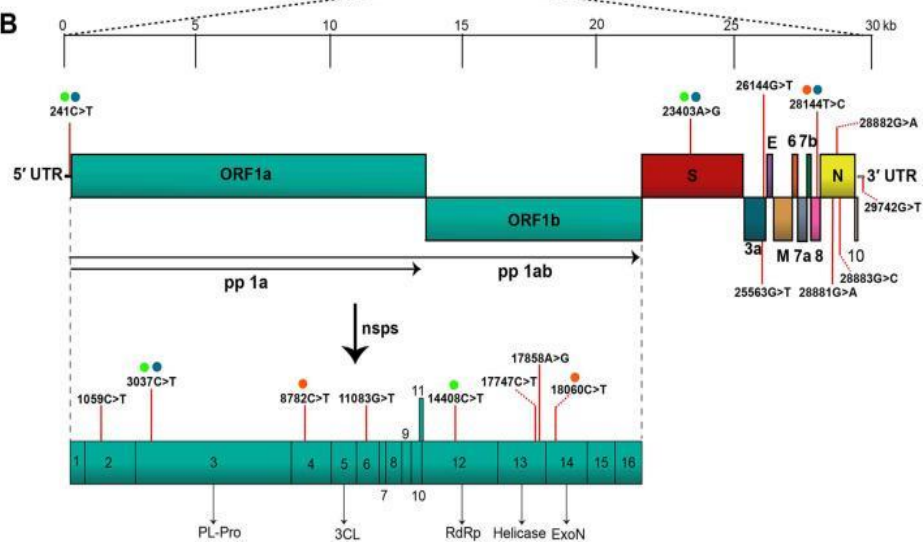 B
0 5 10 15 20 25 30 kb
26144G>T
241C>T 23403A>G 28144T>C
28882G>A
E 6 7b
5′ UTR ORF1a S N 3′ UTR
29742G>T
ORF1b
3a M 7a 8 10
pp 1a pp 1ab
28883G>C
25563G>T 28881G>A
nsps
17858A>G
3037C>T 17747C>T 18060C>T
1059C>T 8782C>T 11083G>T 11 14408C>T
9
1 2 3 4 5 6 8 12 13 14 15 16
7 10
PL-Pro 3CL RdRp Helicase ExoN